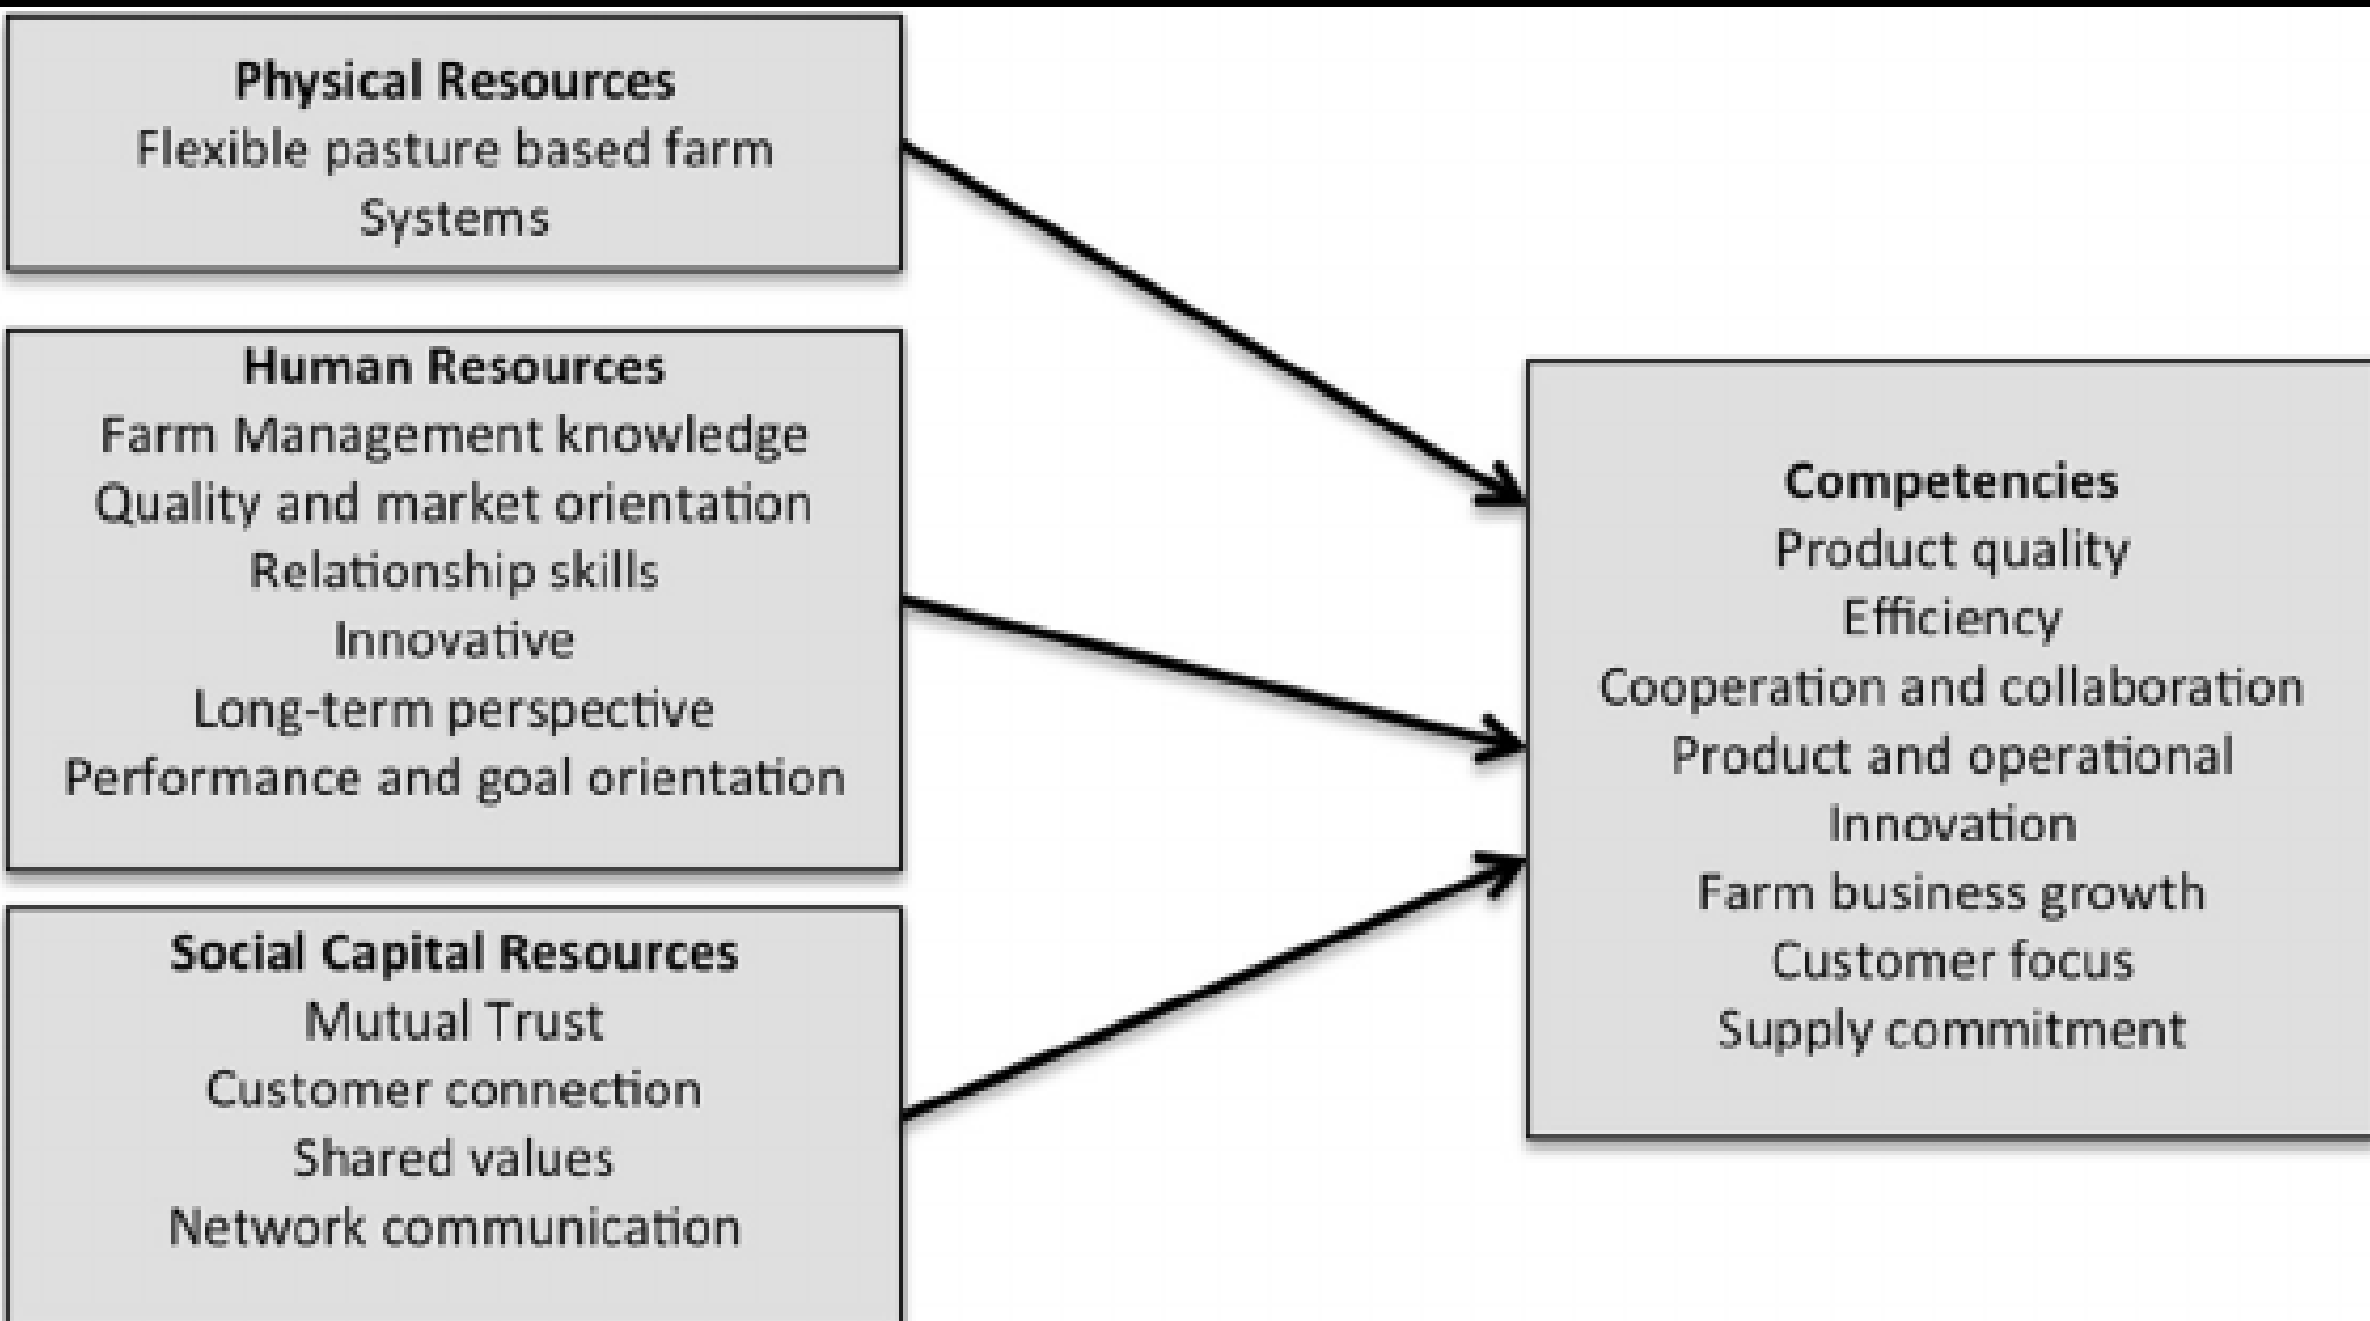 Physical Resources
Flexible pasture based farm
Systems
Human Resources
Farm Management knowledge
Quality and market orientation
Relationship skills
Innovative
Long-term perspective
Performance and goal orientation
Social Capital Resources
Mutual Trust
Customer connection
Shared values
Network communication
Competencies
Product quality
Efficiency
Cooperation and collaboration
Product and operational
Innovation
Farm business growth
Customer focus
Supply commitment